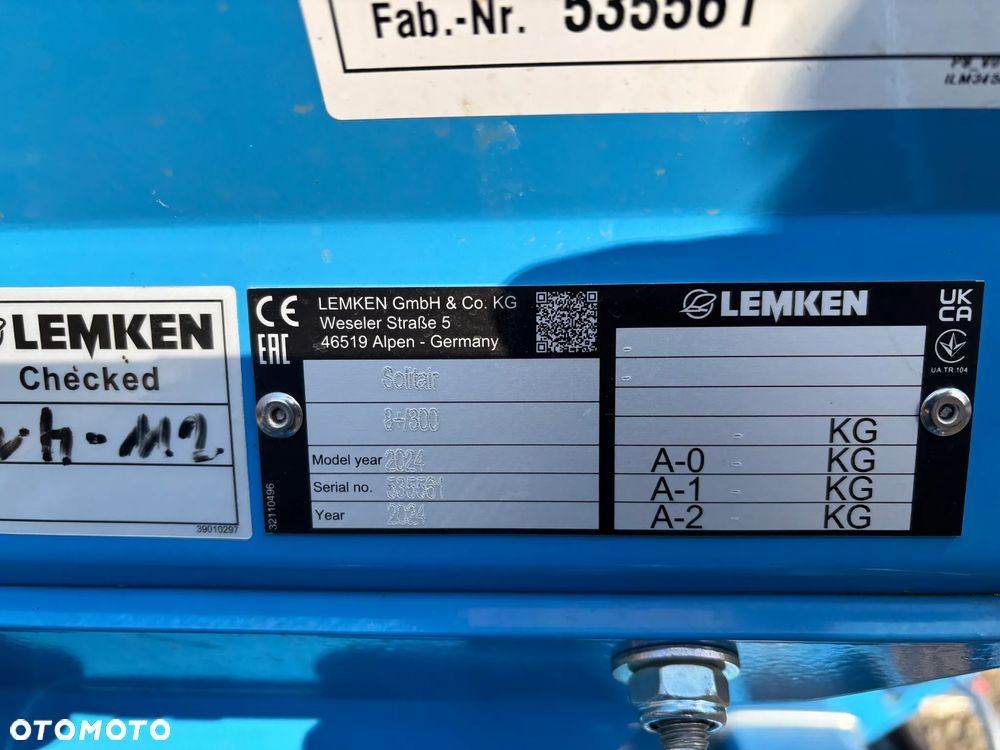 Fab.-Nr. 535561
LEMKEN
Checked
39010297
CE
EAC
LEMKEN GmbH & Co. KG
Weseler Straße 5
46519 Alpen - Germany
Solitair
8+/300
Model year 2024
Serial no. 535561
Year 2024
32110496
LEMKEN
UK
CA
UA.TR.104
KG
A-0 - KG
A-1 - KG
A-2 - KG
OTOMOTO